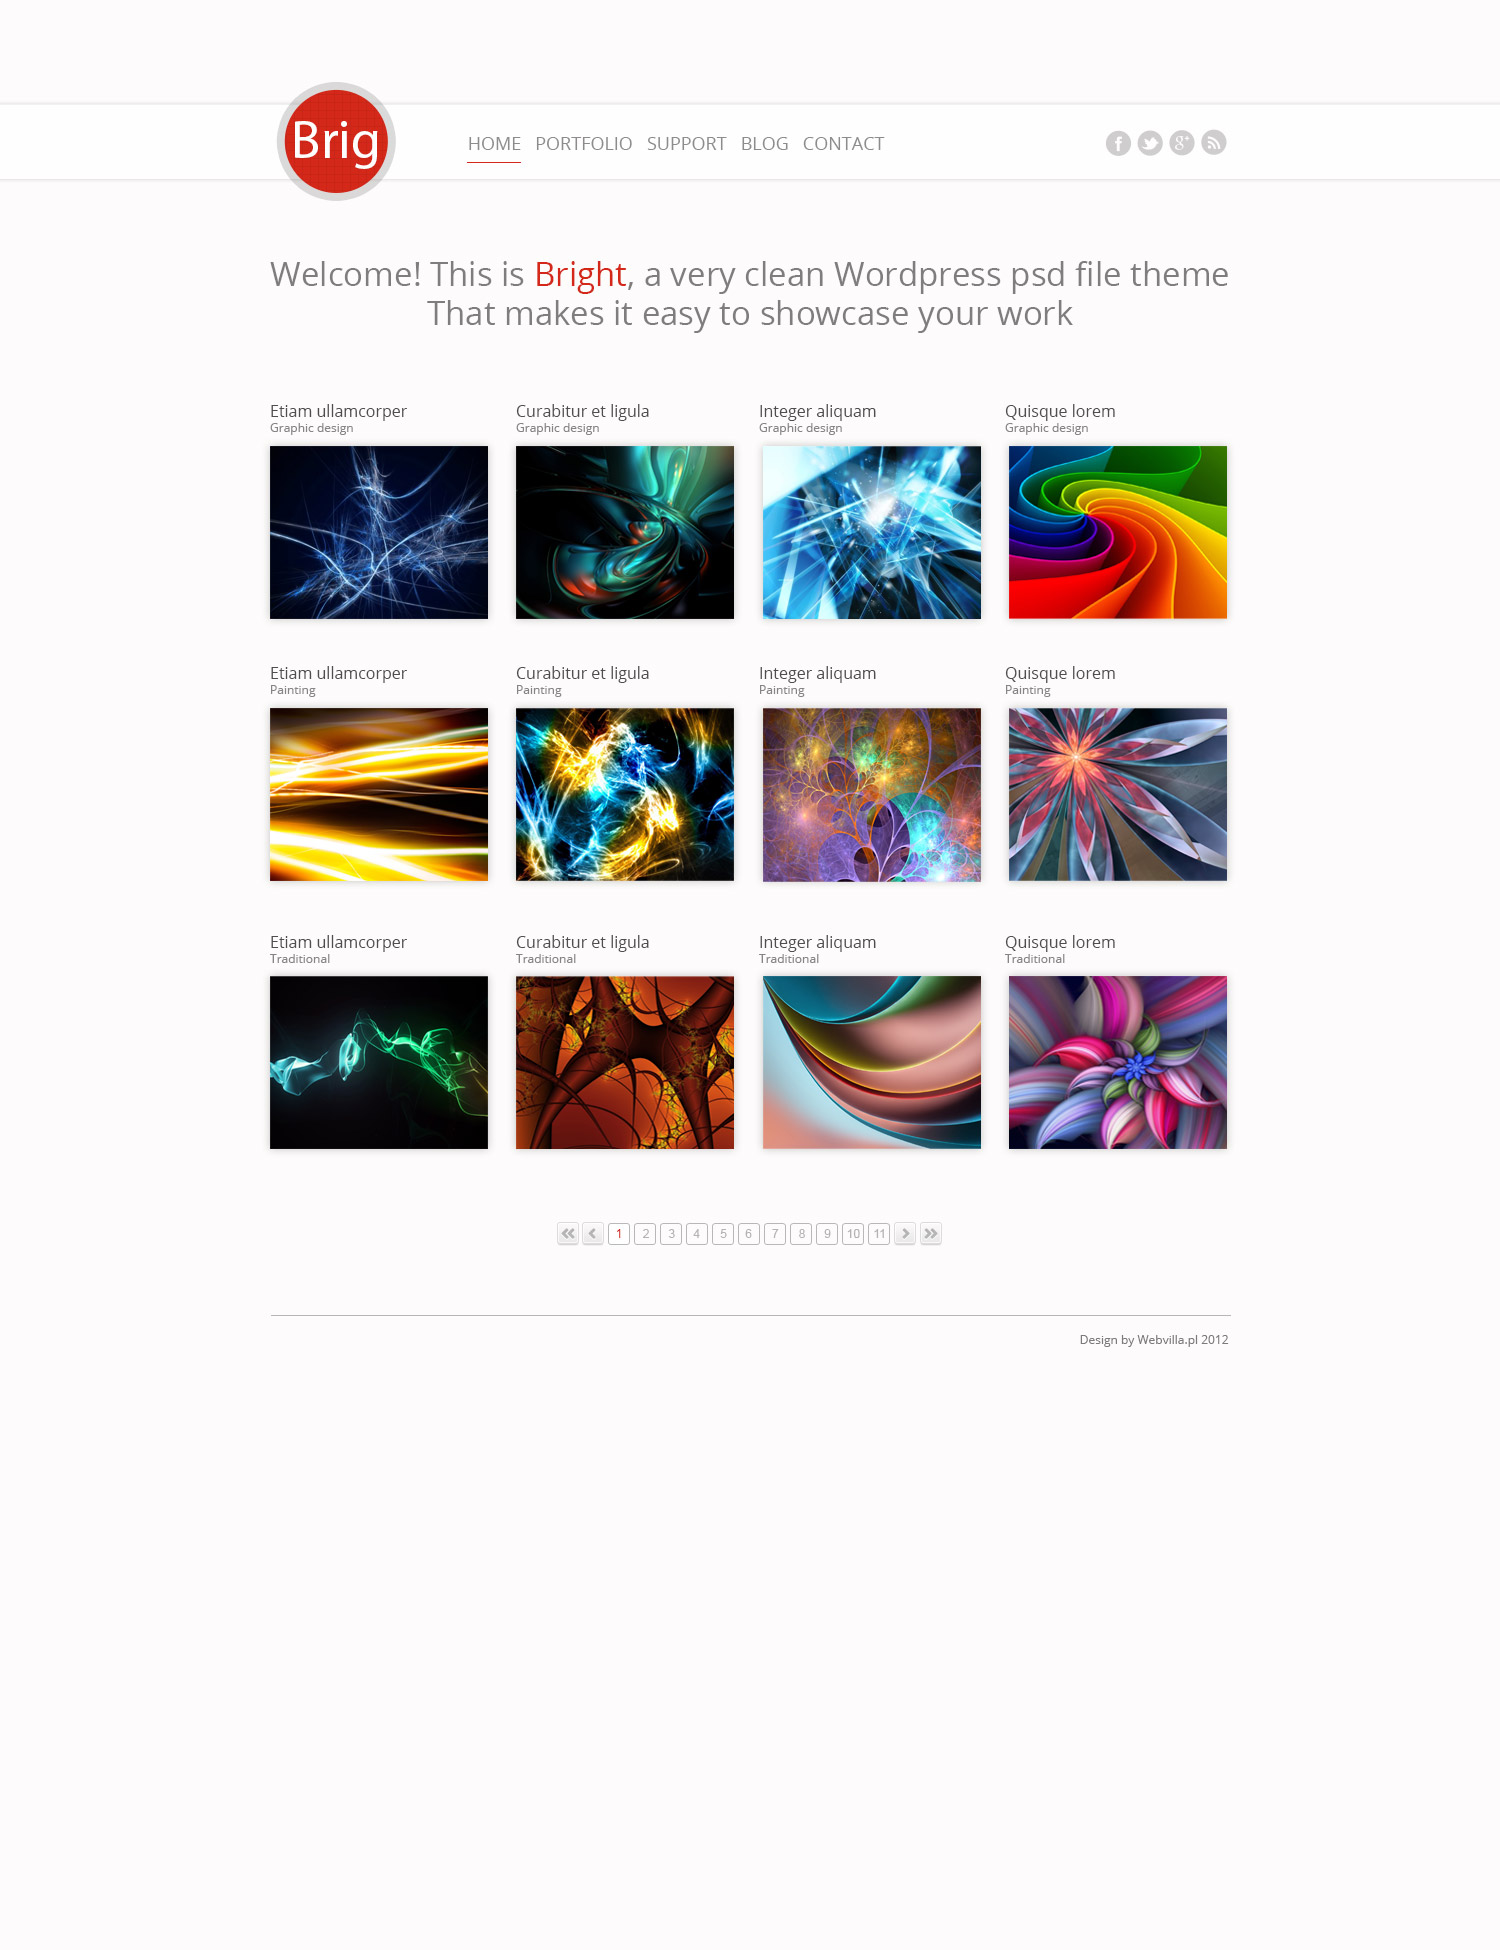 Brig
HOME PORTFOLIO SUPPORT BLOG CONTACT
Welcome! This is Bright, a very clean Wordpress psd file theme
That makes it easy to showcase your work
Etiam ullamcorper
Graphic design
Curabitur et ligula
Graphic design
Integer aliquam
Graphic design
Quisque lorem
Graphic design
Etiam ullamcorper
Painting
Curabitur et ligula
Painting
Integer aliquam
Painting
Quisque lorem
Painting
Etiam ullamcorper
Traditional
Curabitur et ligula
Traditional
Integer aliquam
Traditional
Quisque lorem
Traditional
1 2 3 4 5 6 7 8 9 10 11
Design by Webvilla.pl 2012